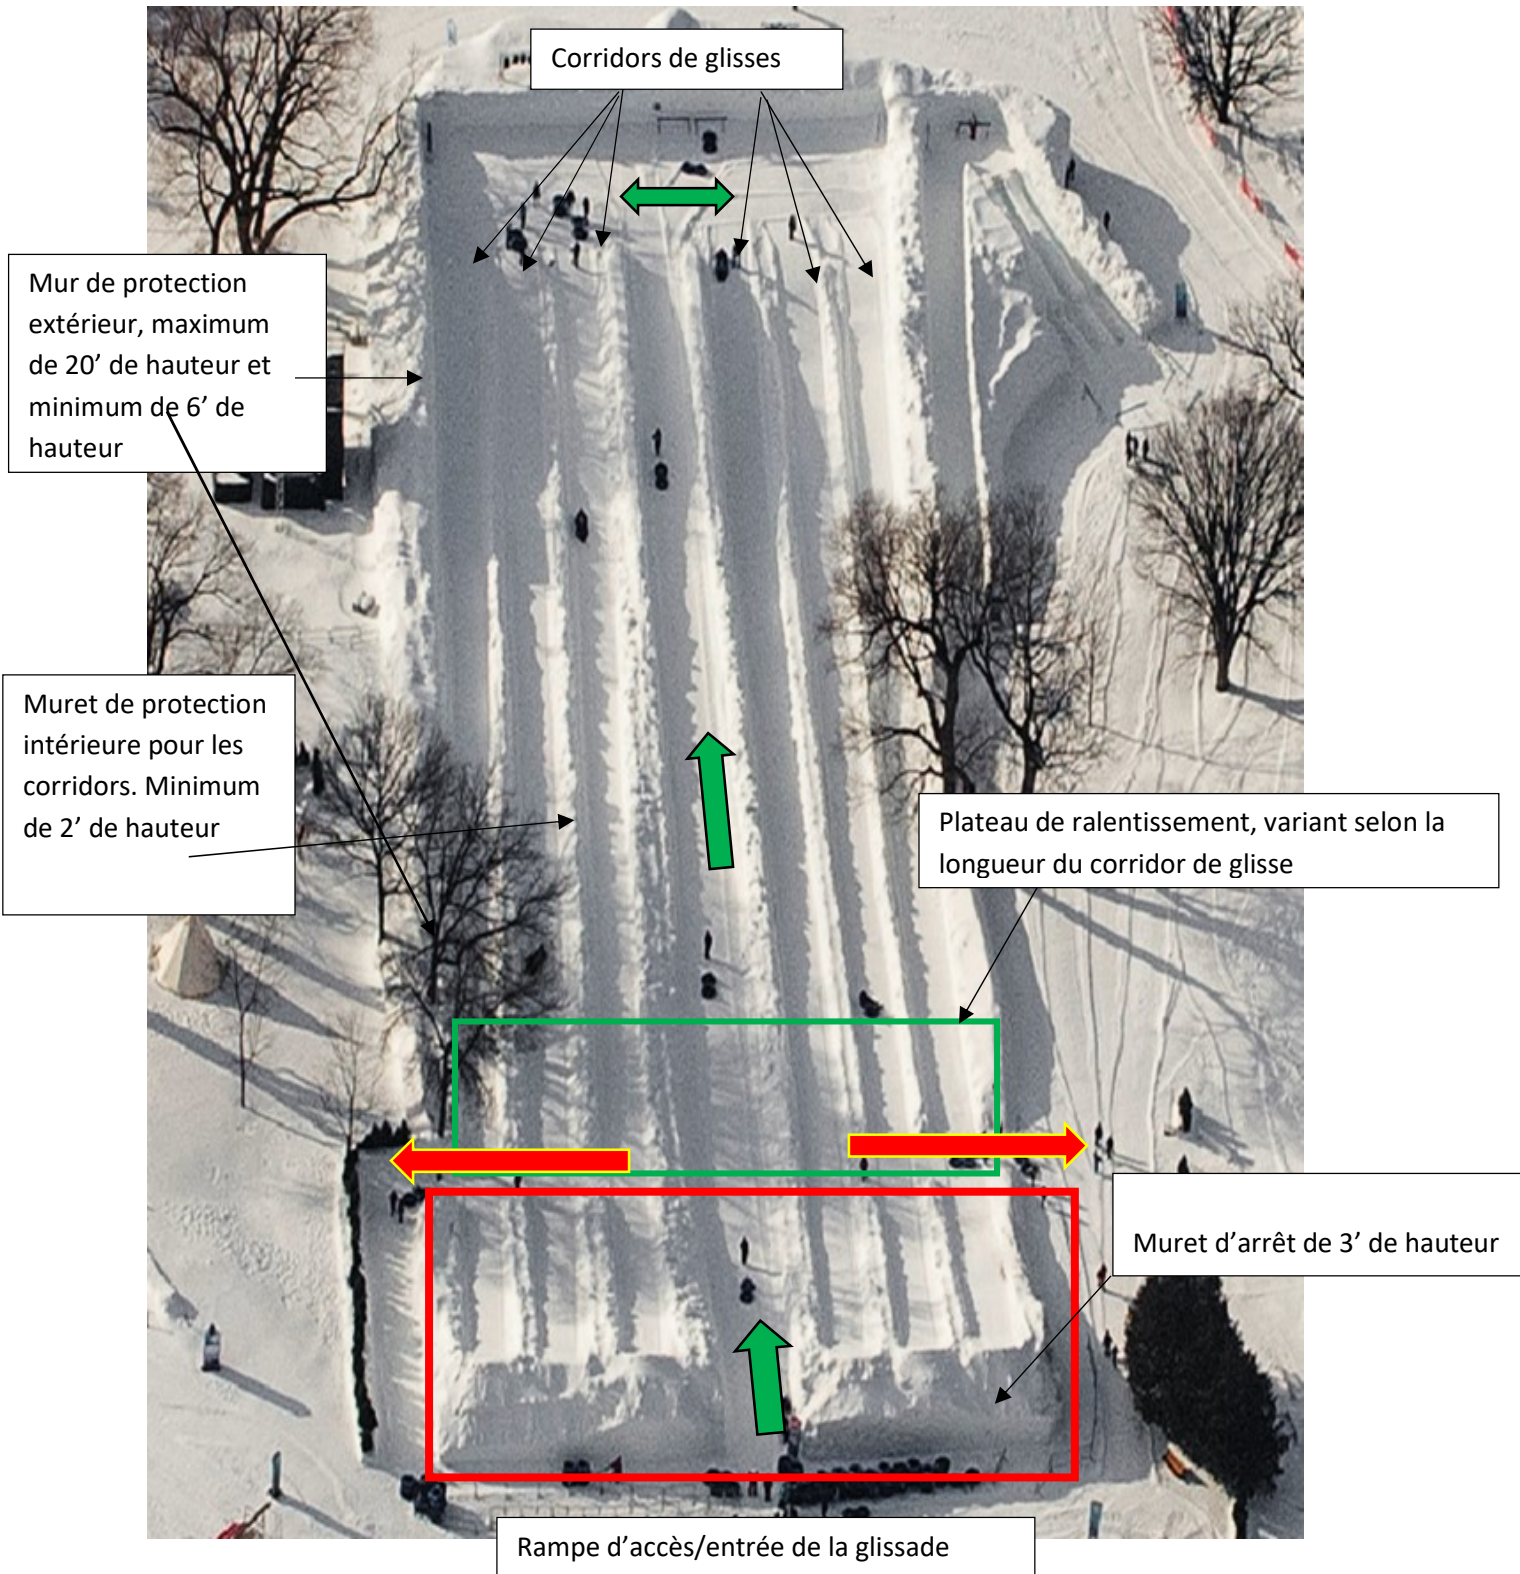 Corridors de glisses
Mur de protection
extérieur, maximum
de 20’ de hauteur et
minimum de 6’ de
hauteur
Muret de protection
intérieure pour les
corridors. Minimum
de 2’ de hauteur
Plateau de ralentissement, variant selon la
longueur du corridor de glisse
Muret d’arrêt de 3’ de hauteur
Rampe d’accès/entrée de la glissade